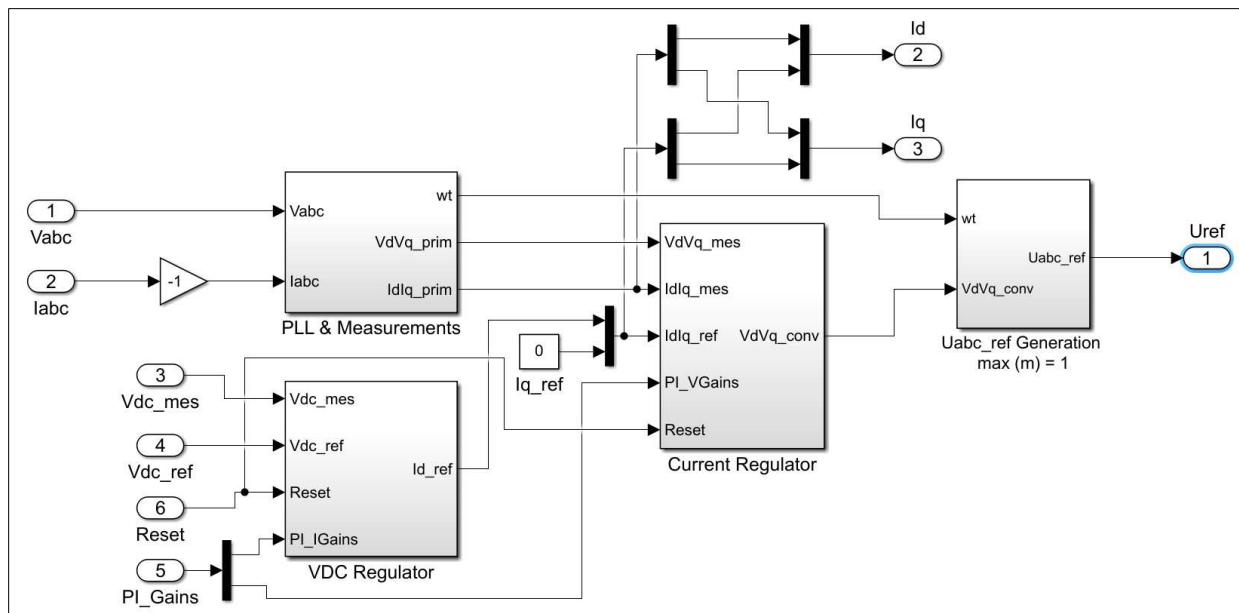 Id
2
Iq
3
1
Vabc
2
Iabc
-1
Vabc
Iabc
wt
VdVq_prim
IdIq_prim
PLL & Measurements
0
Iq_ref
VdVq_mes
IdIq_mes
IdIq_ref
PI_VGains
Reset
VdVq_conv
Current Regulator
wt
VdVq_conv
Uabc_ref
Uabc_ref Generation
max (m) = 1
Uref
1
3
Vdc_mes
4
Vdc_ref
6
Reset
5
PI_Gains
Vdc_mes
Vdc_ref
Reset
PI_IGains
Id_ref
VDC Regulator